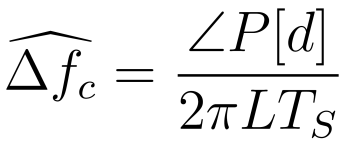 $\widehat{\Delta f_c} = \frac{\angle P[d]}{2\pi L T_S}$